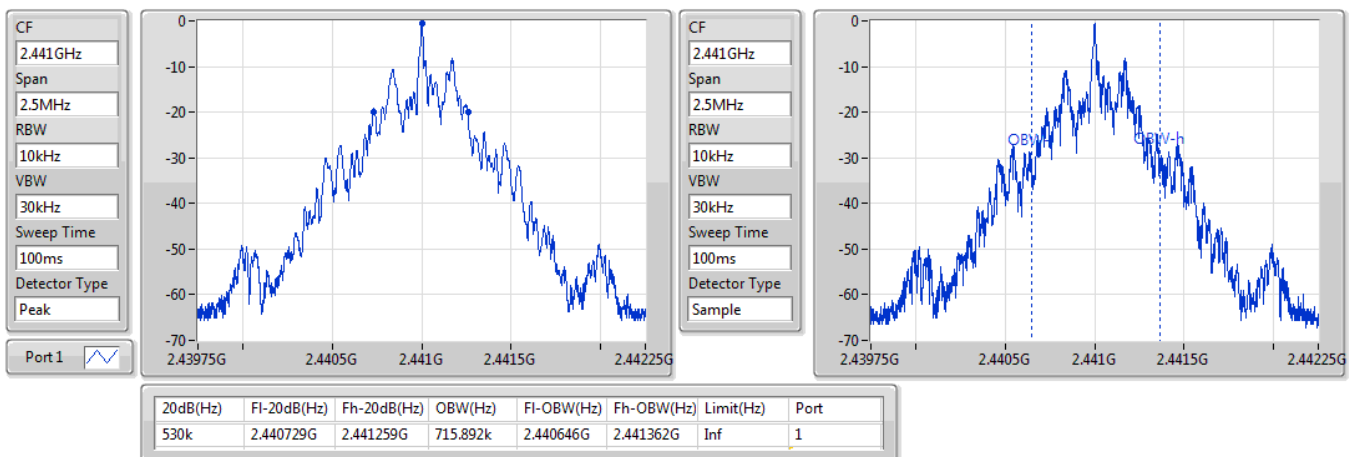 CF
2.441GHz
Span
2.5MHz
RBW
10kHz
VBW
30kHz
Sweep Time
100ms
Detector Type
Peak
Port 1
0
-10
-20
-30
-40
-50
-60
-70
2.43975G 2.4405G 2.441G 2.4415G 2.44225G
CF
2.441GHz
Span
2.5MHz
RBW
10kHz
VBW
30kHz
Sweep Time
100ms
Detector Type
Sample
0
-10
-20
-30
-40
-50
-60
-70
OBW-h
2.43975G 2.4405G 2.441G 2.4415G 2.44225G
20dB(Hz) Fl-20dB(Hz) Fh-20dB(Hz) OBW(Hz) Fl-OBW(Hz) Fh-OBW(Hz) Limit(Hz) Port
530k 2.440729G 2.441259G 715.892k 2.440646G 2.441362G Inf 1